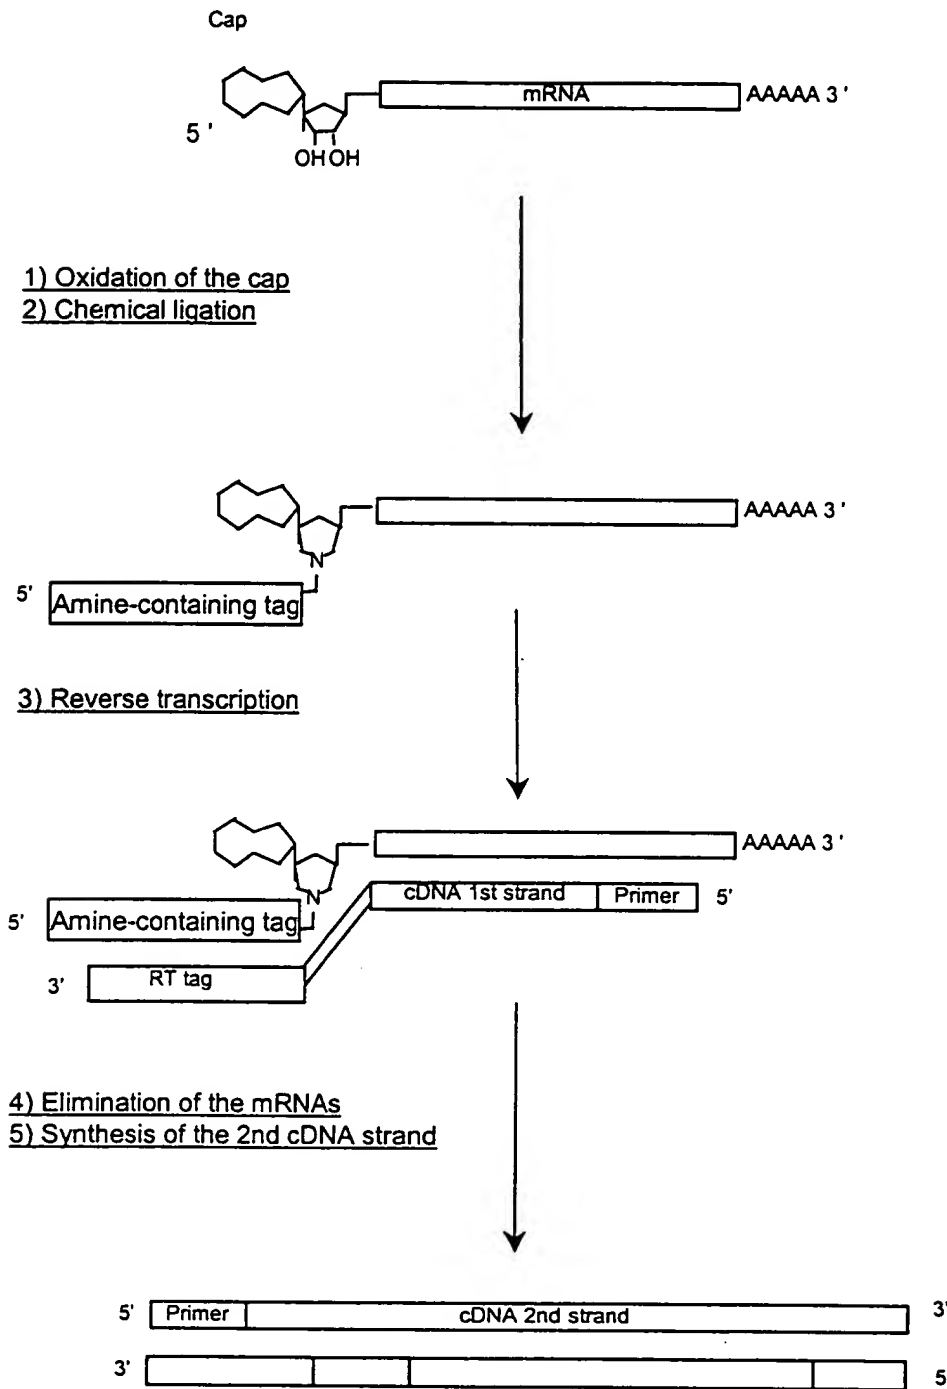 Cap
mRNA
AAAAA 3 '
5 '
OH OH
1) Oxidation of the cap
2) Chemical ligation
AAAAA 3 '
N
5' Amine-containing tag
3) Reverse transcription
AAAAA 3 '
N
cDNA 1st strand Primer 5'
5' Amine-containing tag
3' RT tag
4) Elimination of the mRNAs
5) Synthesis of the 2nd cDNA strand
5' Primer cDNA 2nd strand 3'
3' 5